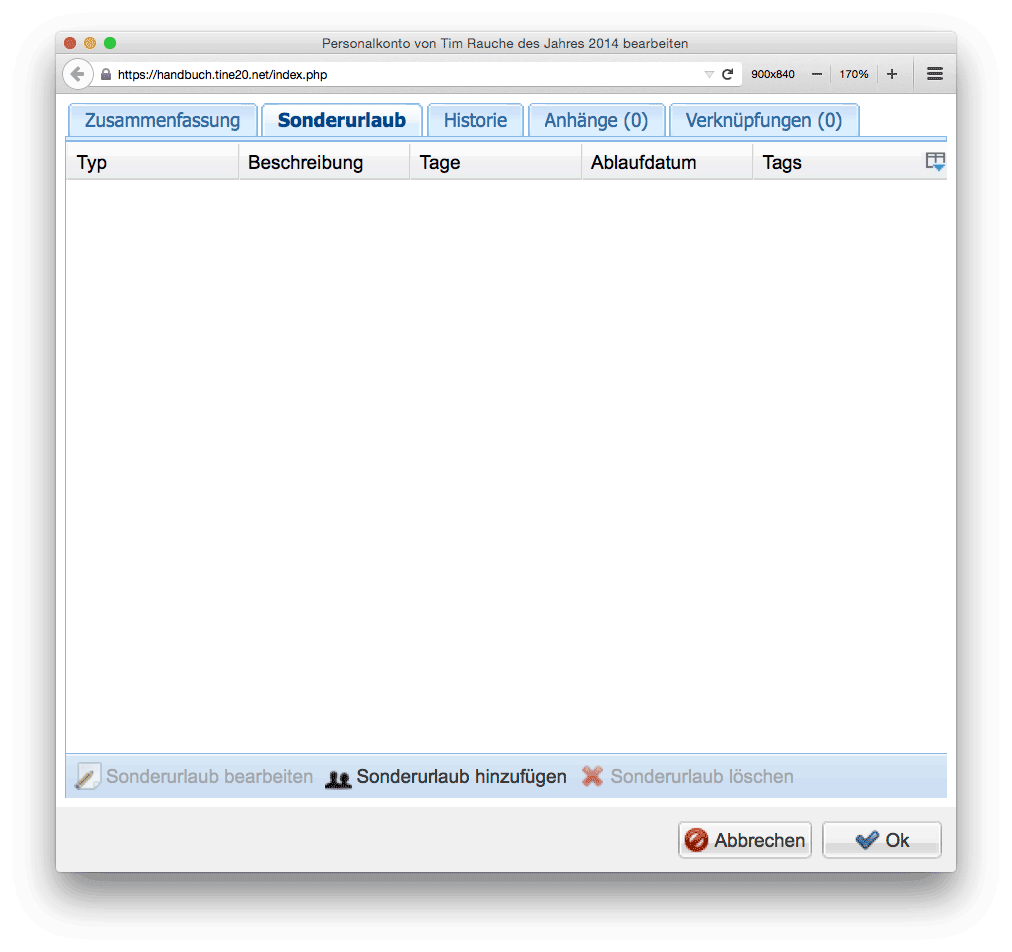 Personalkonto von Tim Rauche des Jahres 2014 bearbeiten
https://handbuch.tine20.net/index.php 900x840 — 170% +
Zusammenfassung Sonderurlaub Historie Anhänge (0) Verknüpfungen (0)
Typ Beschreibung Tage Ablaufdatum Tags
Sonderurlaub bearbeiten Sonderurlaub hinzufügen Sonderurlaub löschen
Abbrechen Ok